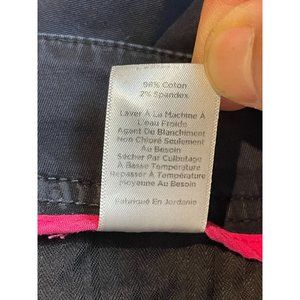 98% Coton
2% Spandex
Laver À La Machine À
L'eau Froide
Agent De Blanchiment
Non Chloré Seulement
Au Besoin
Sécher Par Culbutage
À Basse Température
Repasser À Température
Moyenne Au Besoin
Fabriqué En Jordanie